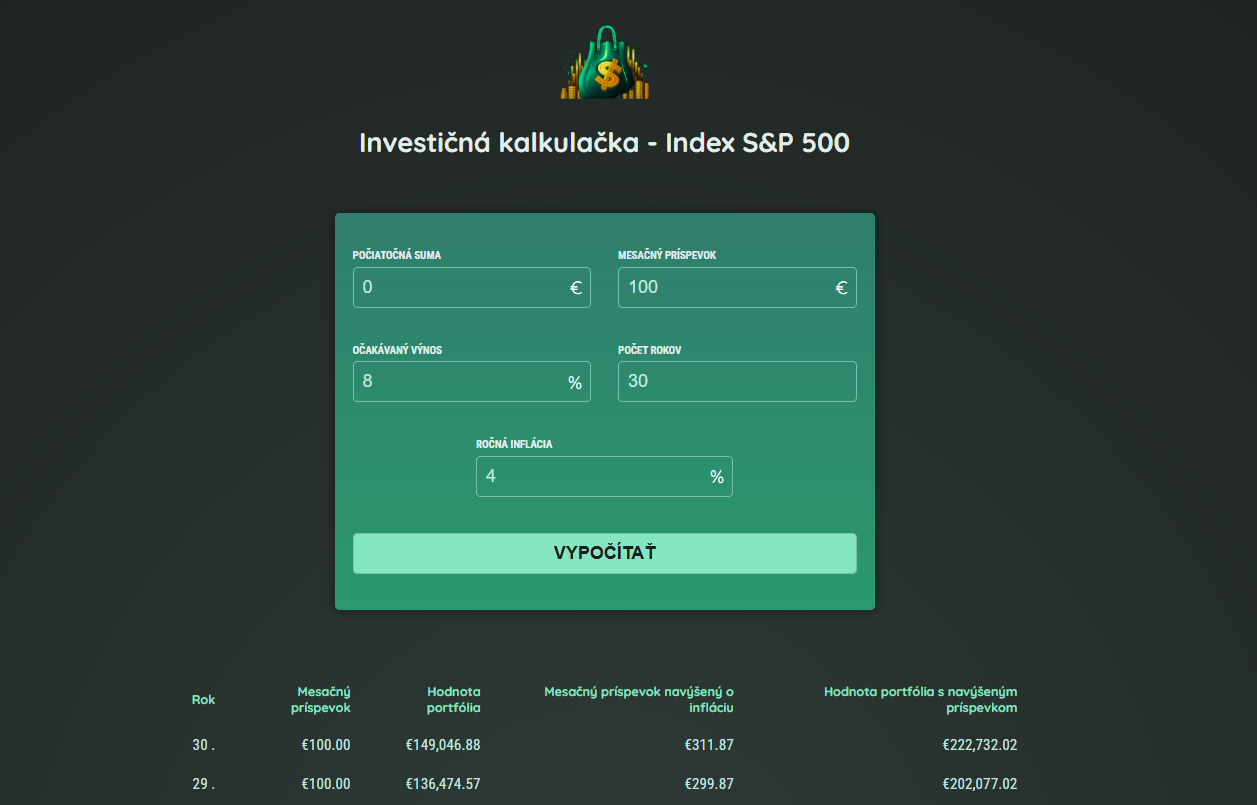 $
Investičná kalkulačka - Index S&P 500
POČIATOČNÁ SUMA
MESAČNÝ PRÍSPEVOK
0 €
100 €
OČAKÁVANÝ VÝNOS
POČET ROKOV
8 %
30
ROČNÁ INFLÁCIA
4 %
VYPOČÍTAŤ
Rok
Mesačný
príspevok
Hodnota
portfólia
Mesačný príspevok navýšený o
infláciu
Hodnota portfólia s navýšeným
príspevkom
30 . €100.00 €149,046.88 €311.87 €222,732.02
29 . €100.00 €136,474.57 €299.87 €202,077.02